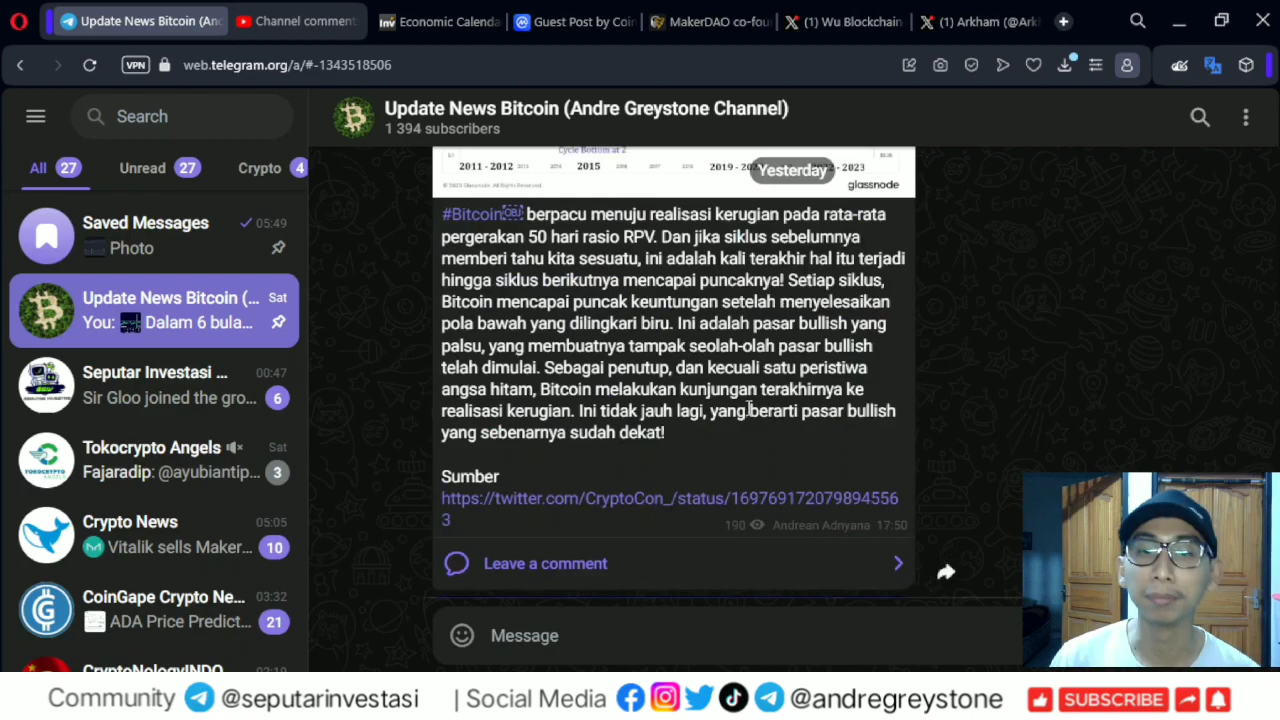 Update News Bitcoin (And
Channel comment
Economic Calenda
Guest Post by Coin
MakerDAO co-fou
(1) Wu Blockchain
(1) Arkham (@Ark
VPN
web.telegram.org/a/#-1343518506
Search
All 27
Unread 27
Crypto 4
Saved Messages
05:49
Photo
Update News Bitcoin (...
Sat
You: Dalam 6 bula...
Seputar Investasi ...
00:47
Sir Gloo joined the gro...
6
Tokocrypto Angels
Sat
Fajaradip: @ayubiantip...
3
Crypto News
05:05
Vitalik sells Maker...
10
CoinGape Crypto Ne...
03:32
ADA Price Predict...
21
CryptoNologyINDO
Update News Bitcoin (Andre Greystone Channel)
1 394 subscribers
Cycle Bottom at 2
2011 - 2012
2015
Yesterday
- 2023
glassnode
#Bitcoin OBJ berpacu menuju realisasi kerugian pada rata-rata
pergerakan 50 hari rasio RPV. Dan jika siklus sebelumnya
memberi tahu kita sesuatu, ini adalah kali terakhir hal itu terjadi
hingga siklus berikutnya mencapai puncaknya! Setiap siklus,
Bitcoin mencapai puncak keuntungan setelah menyelesaikan
pola bawah yang dilingkari biru. Ini adalah pasar bullish yang
palsu, yang membuatnya tampak seolah-olah pasar bullish
telah dimulai. Sebagai penutup, dan kecuali satu peristiwa
angsa hitam, Bitcoin melakukan kunjungan terakhirnya ke
realisasi kerugian. Ini tidak jauh lagi, yang berarti pasar bullish
yang sebenarnya sudah dekat!
Sumber
https://twitter.com/CryptoCon_/status/169769172079894556
3
190
Andrean Adnyana 17:50
Leave a comment
Message
Community @seputarinvestasi | Social Media @andregreystone SUBSCRIBE